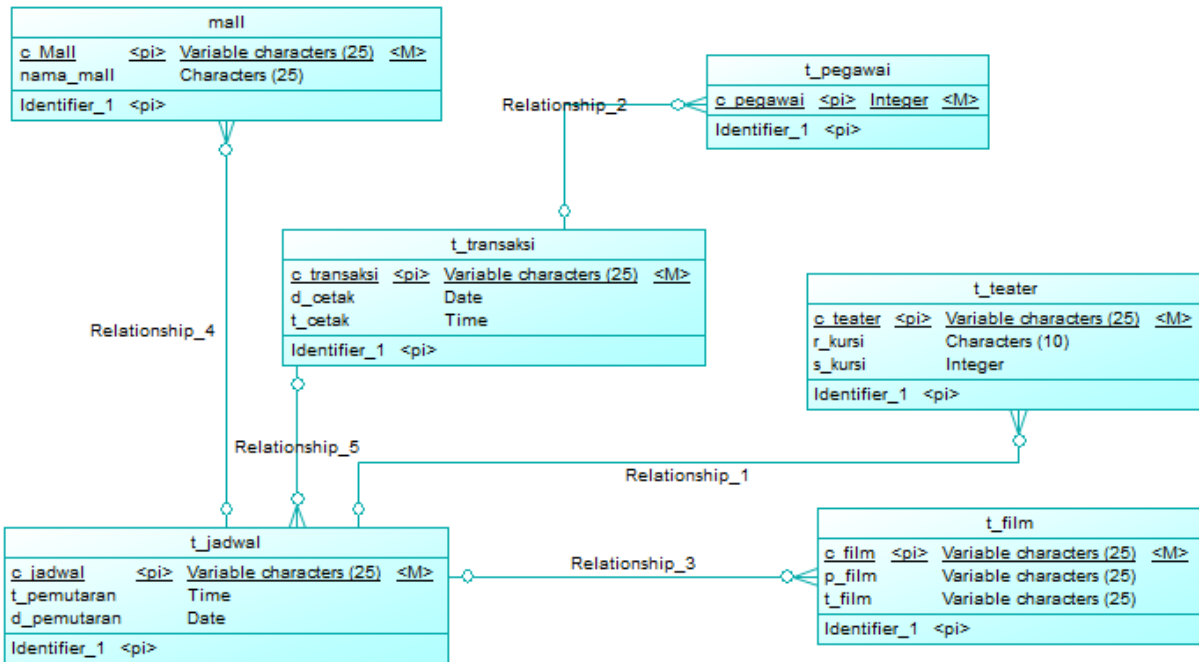 mall
c_Mall <pi> Variable characters (25) <M>
nama_mall Characters (25)
Identifier_1 <pi>
t_pegawai
c_pegawai <pi> Integer <M>
Identifier_1 <pi>
Relationship_2
t_transaksi
c_transaksi <pi> Variable characters (25) <M>
d_cetak Date
t_cetak Time
Identifier_1 <pi>
t_teater
c_teater <pi> Variable characters (25) <M>
r_kursi Characters (10)
s_kursi Integer
Identifier_1 <pi>
Relationship_4
Relationship_5
Relationship_1
t_jadwal
c_jadwal <pi> Variable characters (25) <M>
t_pemutaran Time
d_pemutaran Date
Identifier_1 <pi>
Relationship_3
t_film
c_film <pi> Variable characters (25) <M>
p_film Variable characters (25)
t_film Variable characters (25)
Identifier_1 <pi>